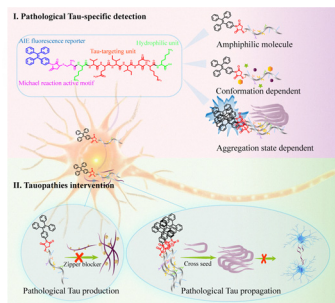 I. Pathological Tau-specific detection
AIE fluorescence reporter
Hydrophilic unit
Tau-targeting unit
Michael reaction active motif
Amphiphilic molecule
Conformation dependent
Aggregation state dependent
II. Tauopathies intervention
Zipper blocker
Cross seed
Pathological Tau production
Pathological Tau propagation